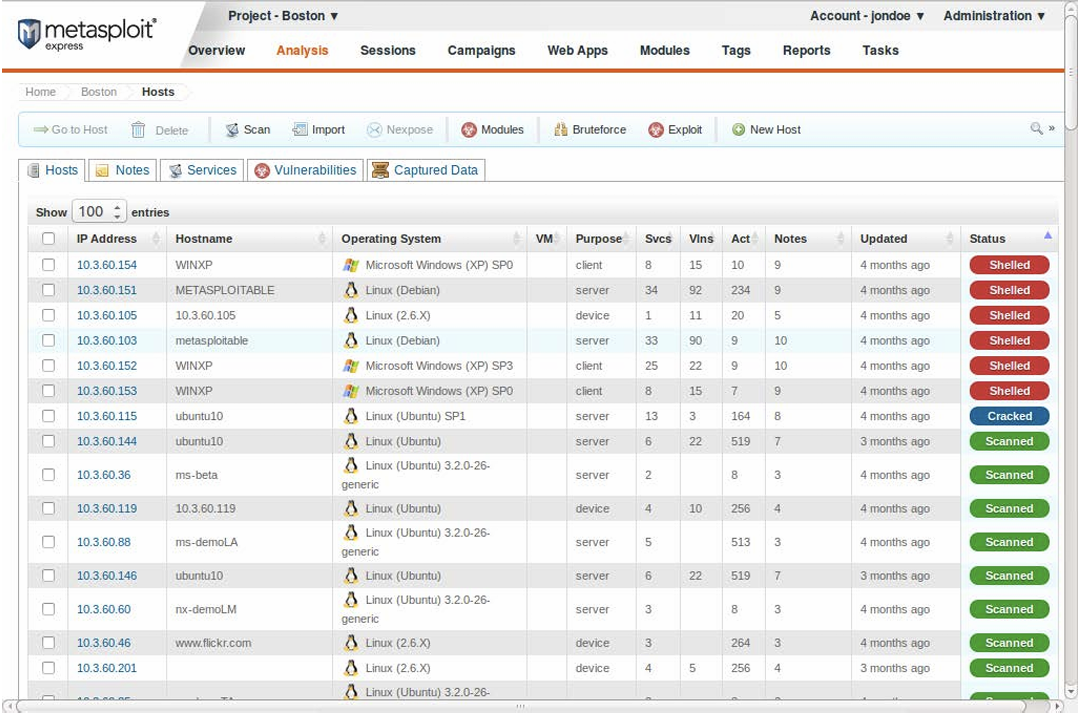 Project - Boston ▼ Account - jondoe ▼ Administration ▼
metasploit®
express
Overview Analysis Sessions Campaigns Web Apps Modules Tags Reports Tasks
Home Boston Hosts
Go to Host Delete Scan Import Nexpose Modules Bruteforce Exploit New Host »
Hosts Notes Services Vulnerabilities Captured Data
Show 100 entries
IP Address Hostname Operating System VM Purpose Svcs Vlns Act Notes Updated Status
10.3.60.154 WINXP Microsoft Windows (XP) SP0 client 8 15 10 9 4 months ago Shelled
10.3.60.151 METASPLOITABLE Linux (Debian) server 34 92 234 9 4 months ago Shelled
10.3.60.105 10.3.60.105 Linux (2.6.X) device 1 11 20 5 4 months ago Shelled
10.3.60.103 metasploitable Linux (Debian) server 33 90 9 10 4 months ago Shelled
10.3.60.152 WINXP Microsoft Windows (XP) SP3 client 25 22 9 10 4 months ago Shelled
10.3.60.153 WINXP Microsoft Windows (XP) SP0 client 8 15 7 9 4 months ago Shelled
10.3.60.115 ubuntu10 Linux (Ubuntu) SP1 server 13 3 164 8 4 months ago Cracked
10.3.60.144 ubuntu10 Linux (Ubuntu) server 6 22 519 7 3 months ago Scanned
10.3.60.36 ms-beta Linux (Ubuntu) 3.2.0-26-
generic server 2 8 3 4 months ago Scanned
10.3.60.119 10.3.60.119 Linux (Ubuntu) device 4 10 256 4 4 months ago Scanned
10.3.60.88 ms-demoLA Linux (Ubuntu) 3.2.0-26-
generic server 5 513 3 4 months ago Scanned
10.3.60.146 ubuntu10 Linux (Ubuntu) server 6 22 519 7 3 months ago Scanned
10.3.60.60 nx-demoLM Linux (Ubuntu) 3.2.0-26-
generic server 3 8 3 4 months ago Scanned
10.3.60.46 www.flickr.com Linux (2.6.X) device 3 264 3 4 months ago Scanned
10.3.60.201 Linux (2.6.X) device 4 5 256 4 3 months ago Scanned
Linux (Ubuntu) 3.2.0-26-